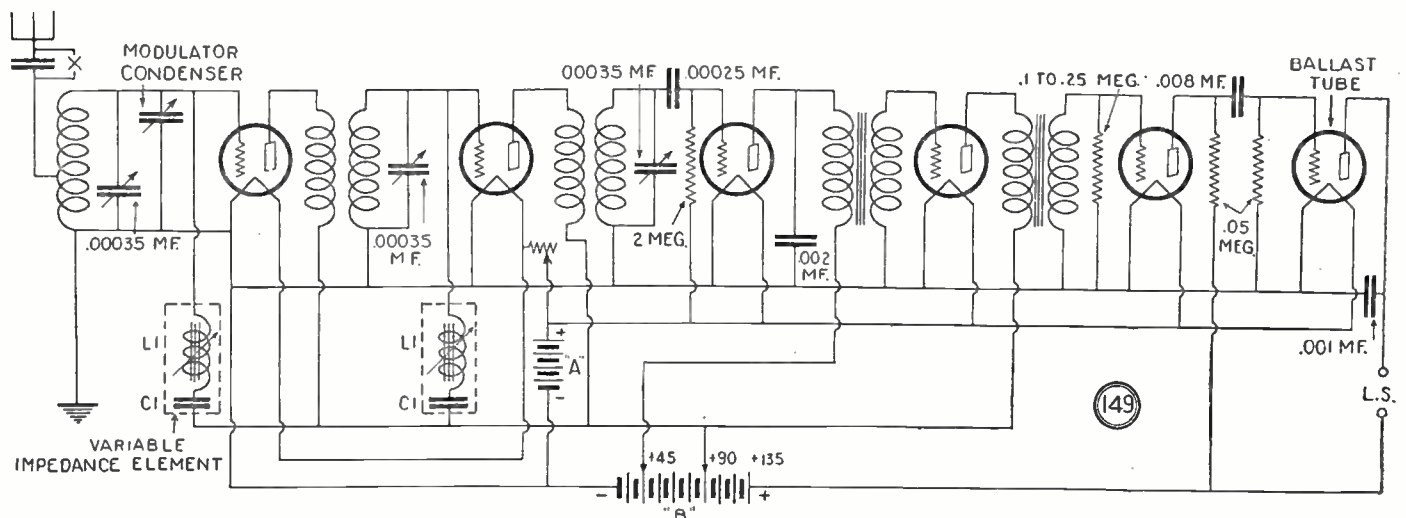 MODULATOR
CONDENSER
X
.00035 MF.
.00035
MF.
00035 MF.
.00025 MF.
2 MEG.
.002
MF.
.1 TO .25 MEG.
.008 MF.
BALLAST
TUBE
.05
MEG.
.001 MF.
L.S.
L1
C1
L1
C1
VARIABLE
IMPEDANCE ELEMENT
+
"A"
-
149
+45
+90
+135
-
+
"B"